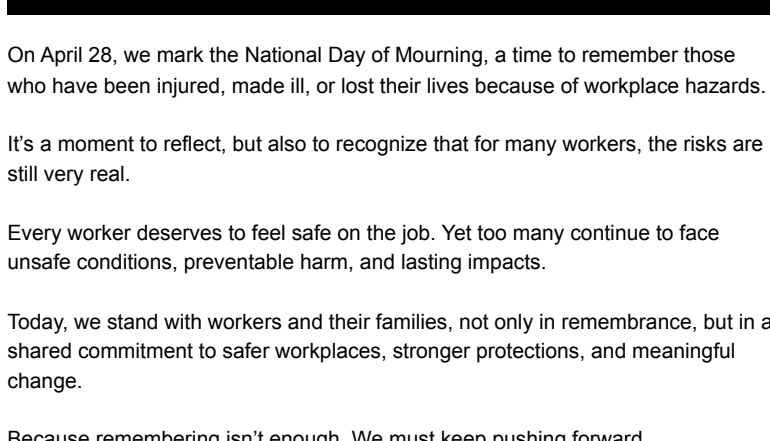 On April 28, we mark the National Day of Mourning, a time to remember those
who have been injured, made ill, or lost their lives because of workplace hazards.
It’s a moment to reflect, but also to recognize that for many workers, the risks are
still very real.
Every worker deserves to feel safe on the job. Yet too many continue to face
unsafe conditions, preventable harm, and lasting impacts.
Today, we stand with workers and their families, not only in remembrance, but in a
shared commitment to safer workplaces, stronger protections, and meaningful
change.
Because remembering isn’t enough. We must keep pushing forward